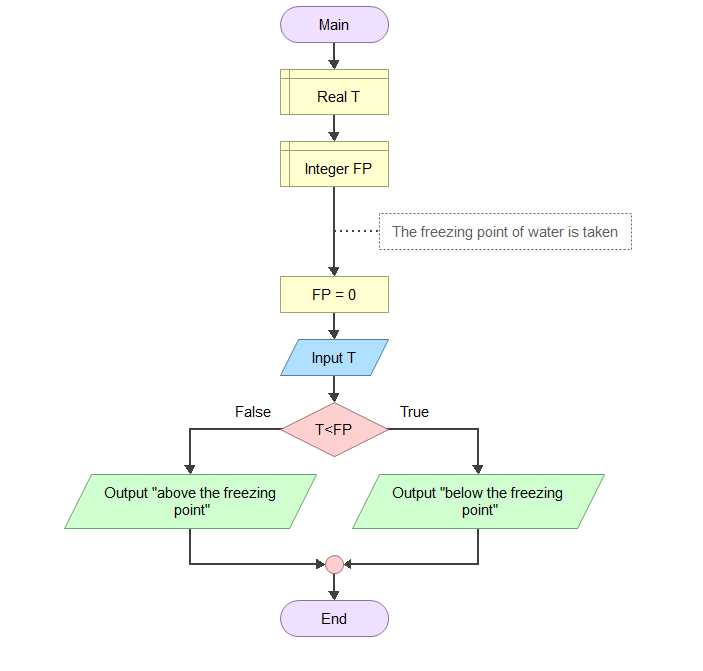 Main
Real T
Integer FP
The freezing point of water is taken
FP = 0
Input T
False
True
T<FP
Output "above the freezing
point"
Output "below the freezing
point"
End